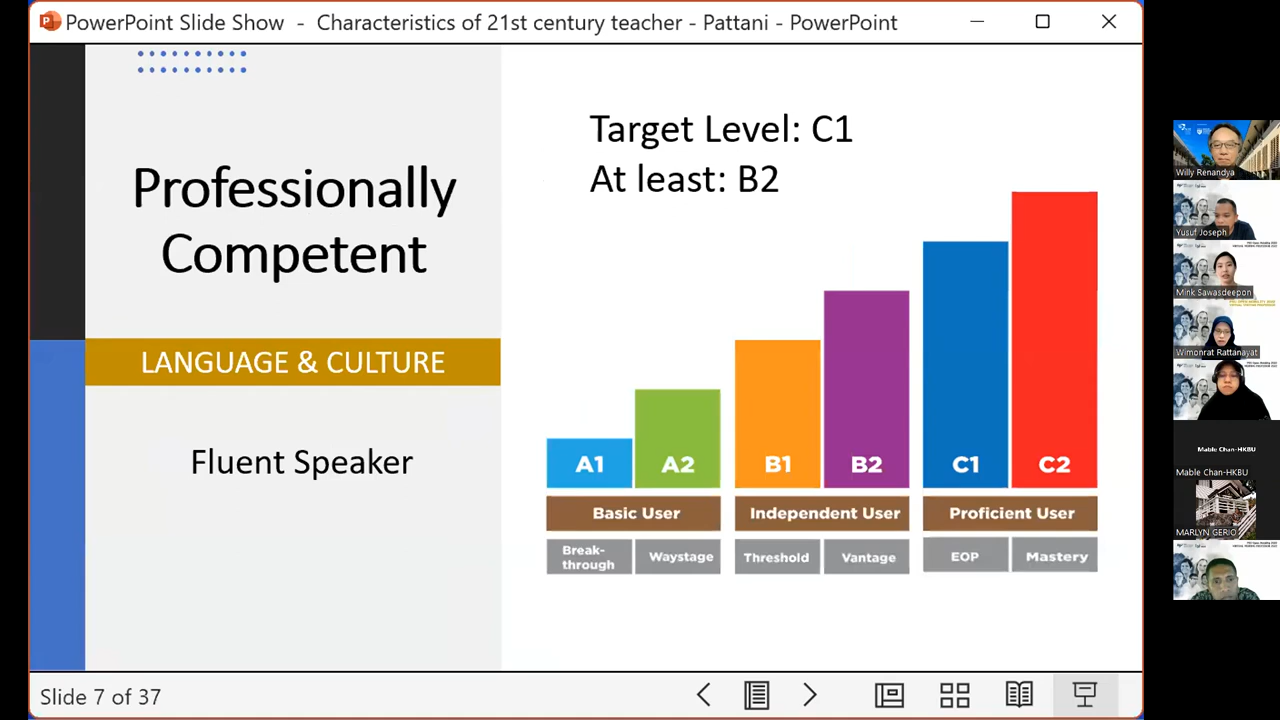 PowerPoint Slide Show - Characteristics of 21st century teacher - Pattani - PowerPoint
Professionally
Competent
LANGUAGE & CULTURE
Fluent Speaker
Target Level: C1
At least: B2
A1
A2
B1
B2
C1
C2
Basic User
Independent User
Proficient User
Break-
through
Waystage
Threshold
Vantage
EOP
Mastery
Slide 7 of 37
Willy Renandya
Yusuf Joseph
Mink Sawasdeepon
Wimonrat Rattanayat
Mable Chan-HKBU
Mable Chan-HKBU
MARLYN GERIO